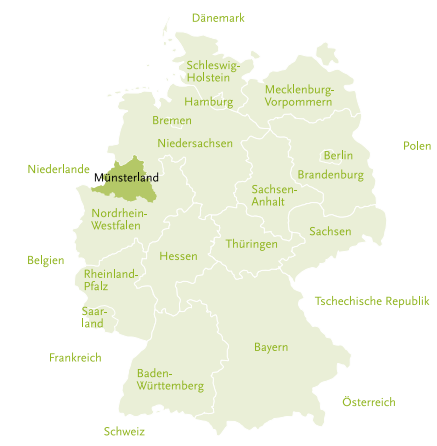 Dänemark
Schleswig-
Holstein
Mecklenburg-
Vorpommern
Hamburg
Bremen
Niedersachsen
Polen
Berlin
Niederlande
Münsterland
Brandenburg
Sachsen-
Anhalt
Nordrhein-
Westfalen
Sachsen
Thüringen
Hessen
Belgien
Rheinland-
Pfalz
Tschechische Republik
Saar-
land
Bayern
Frankreich
Baden-
Württemberg
Österreich
Schweiz